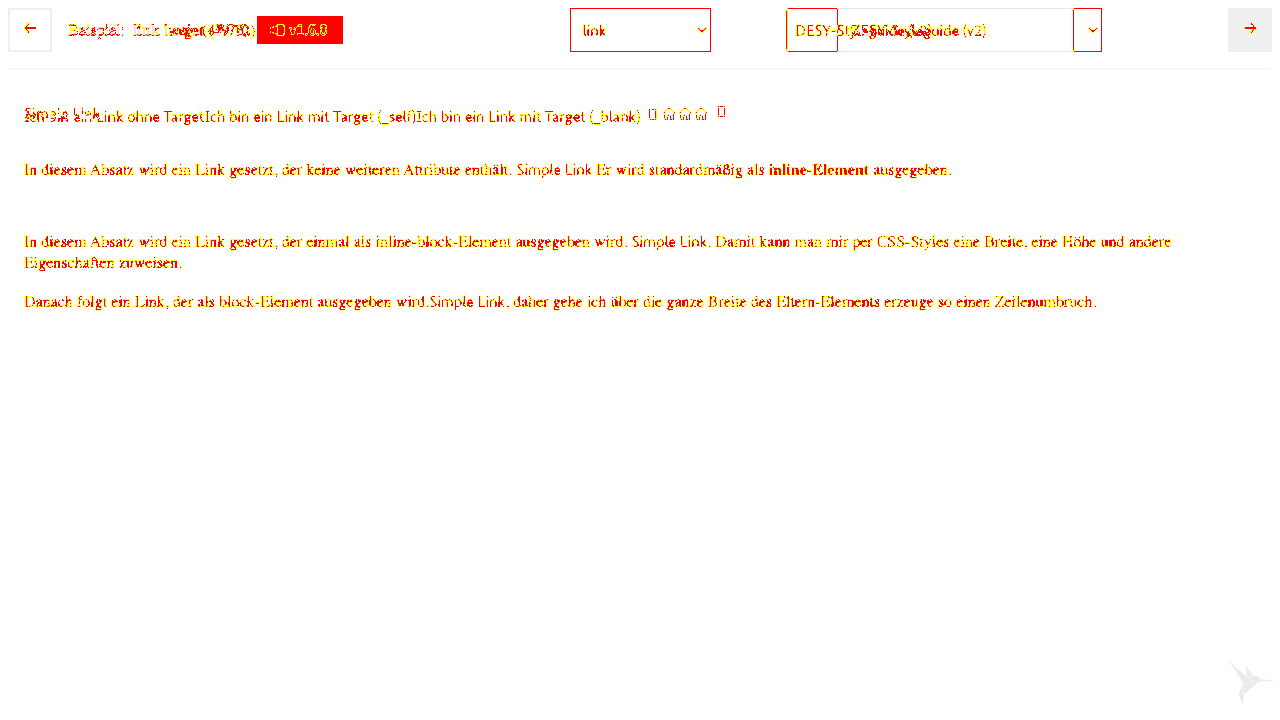 Beispiel: link v1.6.0 link DESY-Styleguide (v2)
Simple Link
Ich bin ein Link ohne TargetIch bin ein Link mit Target (_self)Ich bin ein Link mit Target (_blank)
In diesem Absatz wird ein Link gesetzt, der keine weiteren Attribute enthält. Simple Link Er wird standardmäßig als inline-Element ausgegeben.
In diesem Absatz wird ein Link gesetzt, der einmal als inline-block-Element ausgegeben wird. Simple Link. Damit kann man mir per CSS-Styles eine Breite, eine Höhe und andere
Eigenschaften zuweisen.
Danach folgt ein Link, der als block-Element ausgegeben wird.Simple Link, daher gehe ich über die ganze Breite des Eltern-Elements erzeuge so einen Zeilenumbruch.